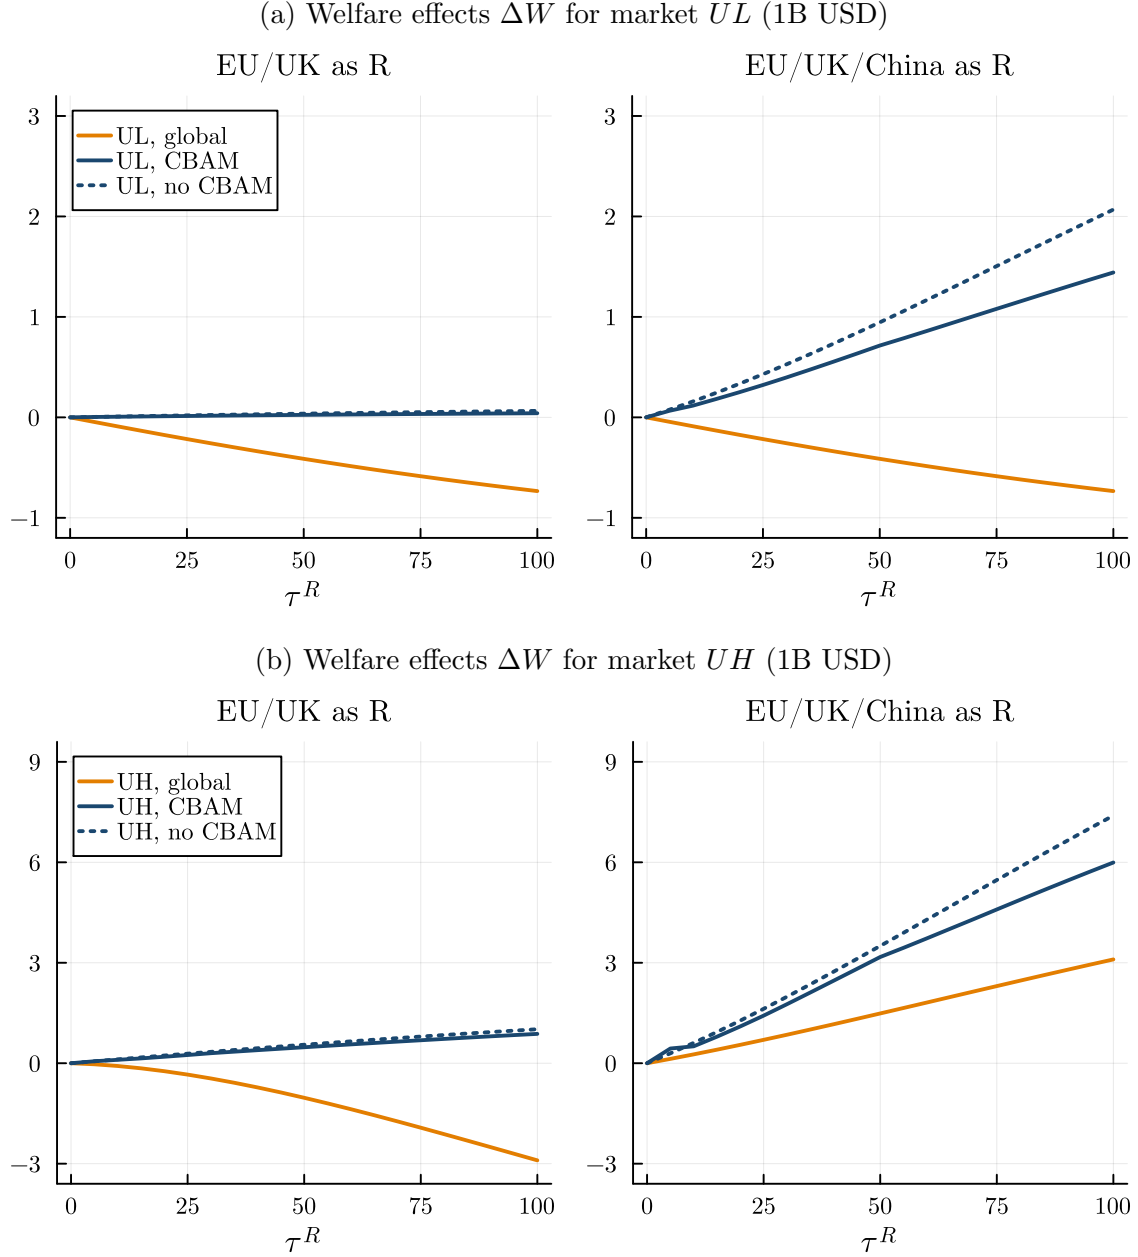 (a) Welfare effects ΔW for market UL (1B USD)
EU/UK as R
EU/UK/China as R
3
2
1
0
−1
UL, global
UL, CBAM
UL, no CBAM
0 25 50 75 100
τ^R
3
2
1
0
−1
0 25 50 75 100
τ^R
(b) Welfare effects ΔW for market UH (1B USD)
EU/UK as R
EU/UK/China as R
9
6
3
0
−3
UH, global
UH, CBAM
UH, no CBAM
0 25 50 75 100
τ^R
9
6
3
0
−3
0 25 50 75 100
τ^R